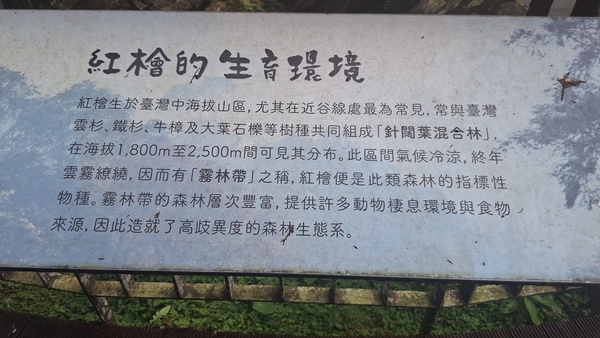 紅檜的生育環境
紅檜生於臺灣中海拔山區，尤其在近谷線處最為常見，常與臺灣
雲杉、鐵杉、牛樟及大葉石櫟等樹種共同組成「針闊葉混合林」，
在海拔1,800m至2,500m間可見其分布。此區間氣候冷涼，終年
雲霧繚繞，因而有「霧林帶」之稱，紅檜便是此類森林的指標性
物種。霧林帶的森林層次豐富，提供許多動物棲息環境與食物
來源，因此造就了高歧異度的森林生態系。